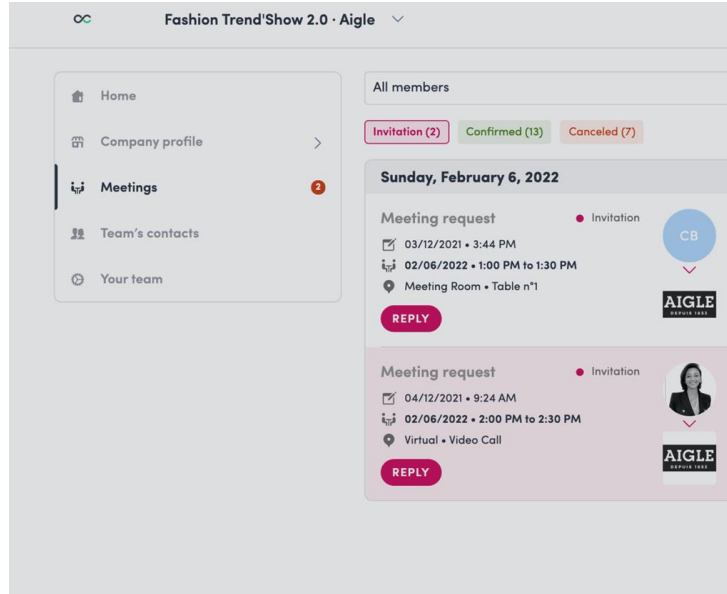 Fashion Trend'Show 2.0 · Aigle
Home
Company profile
Meetings
2
Team's contacts
Your team
All members
Invitation (2)
Confirmed (13)
Canceled (7)
Sunday, February 6, 2022
Meeting request
Invitation
03/12/2021 • 3:44 PM
02/06/2022 • 1:00 PM to 1:30 PM
Meeting Room • Table n°1
REPLY
CB
AIGLE
DEPUIS 1853
Meeting request
Invitation
04/12/2021 • 9:24 AM
02/06/2022 • 2:00 PM to 2:30 PM
Virtual • Video Call
REPLY
AIGLE
DEPUIS 1853